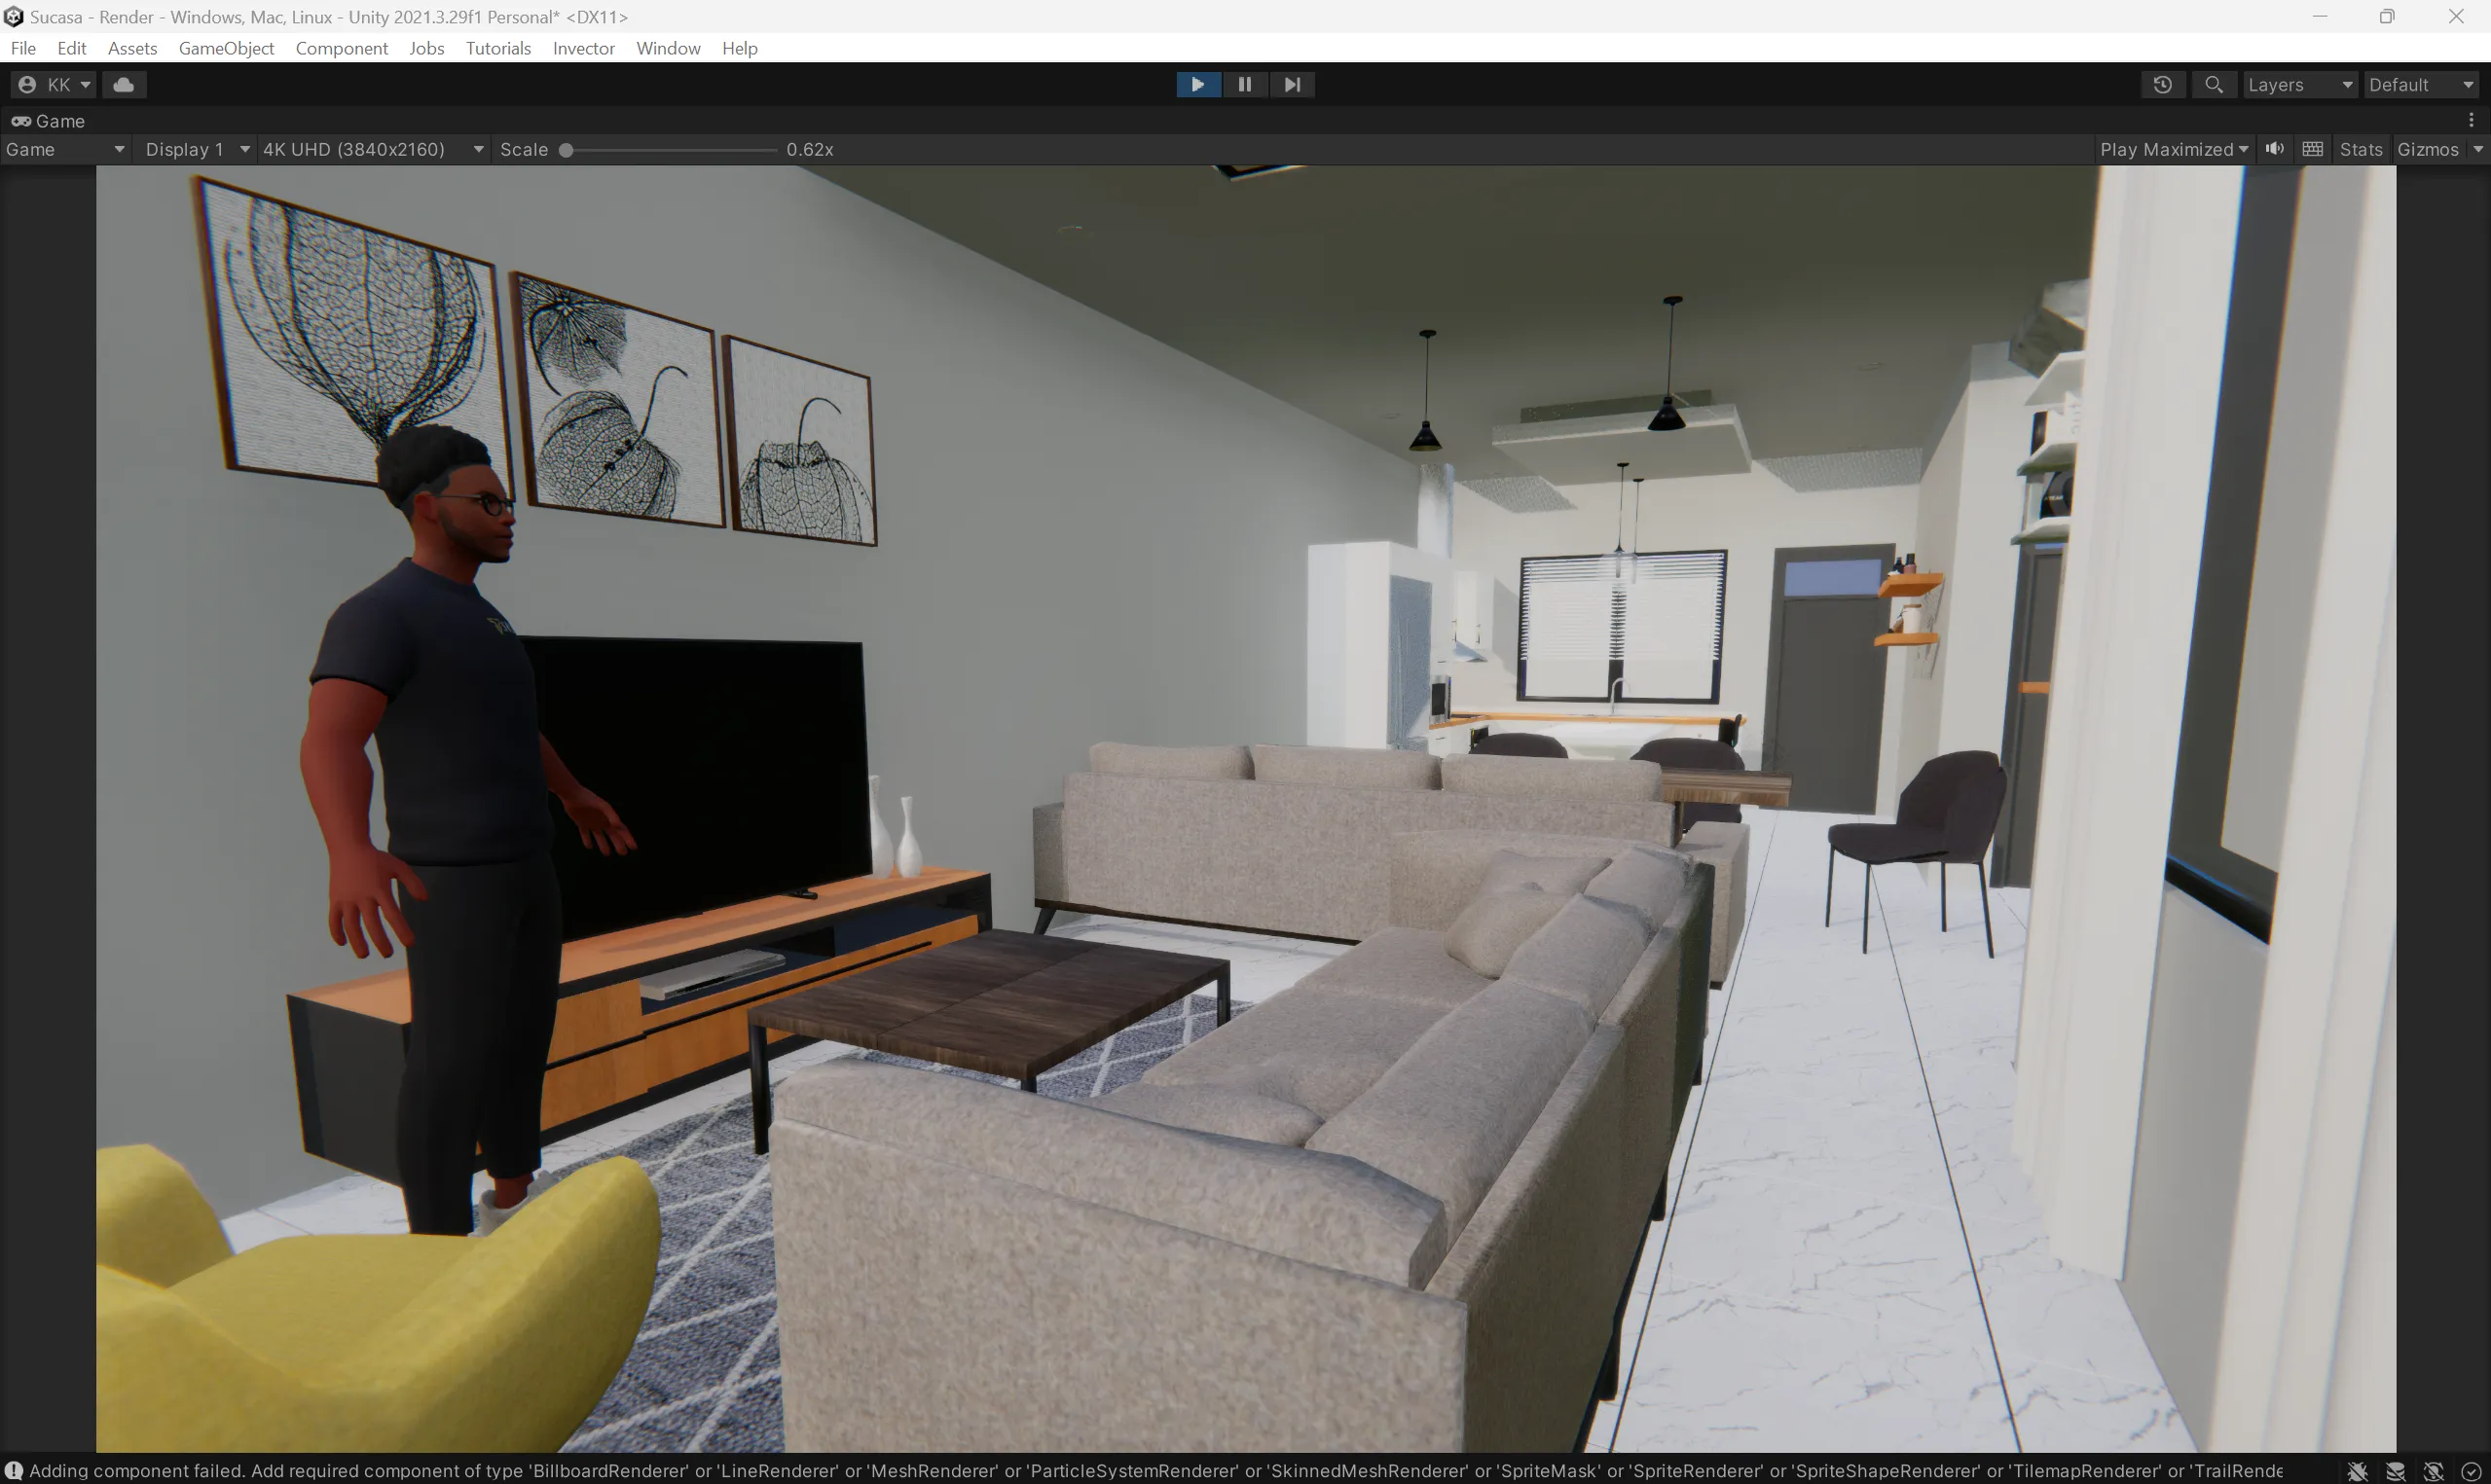 Sucasa - Render - Windows, Mac, Linux - Unity 2021.3.29f1 Personal* <DX11>
File Edit Assets GameObject Component Jobs Tutorials Invector Window Help
KK Layers Default
Game
Game Display 1 4K UHD (3840x2160) Scale 0.62x Play Maximized Stats Gizmos
Adding component failed. Add required component of type 'BillboardRenderer' or 'LineRenderer' or 'MeshRenderer' or 'ParticleSystemRenderer' or 'SkinnedMeshRenderer' or 'SpriteMask' or 'SpriteRenderer' or 'SpriteShapeRenderer' or 'TilemapRenderer' or 'TrailRende